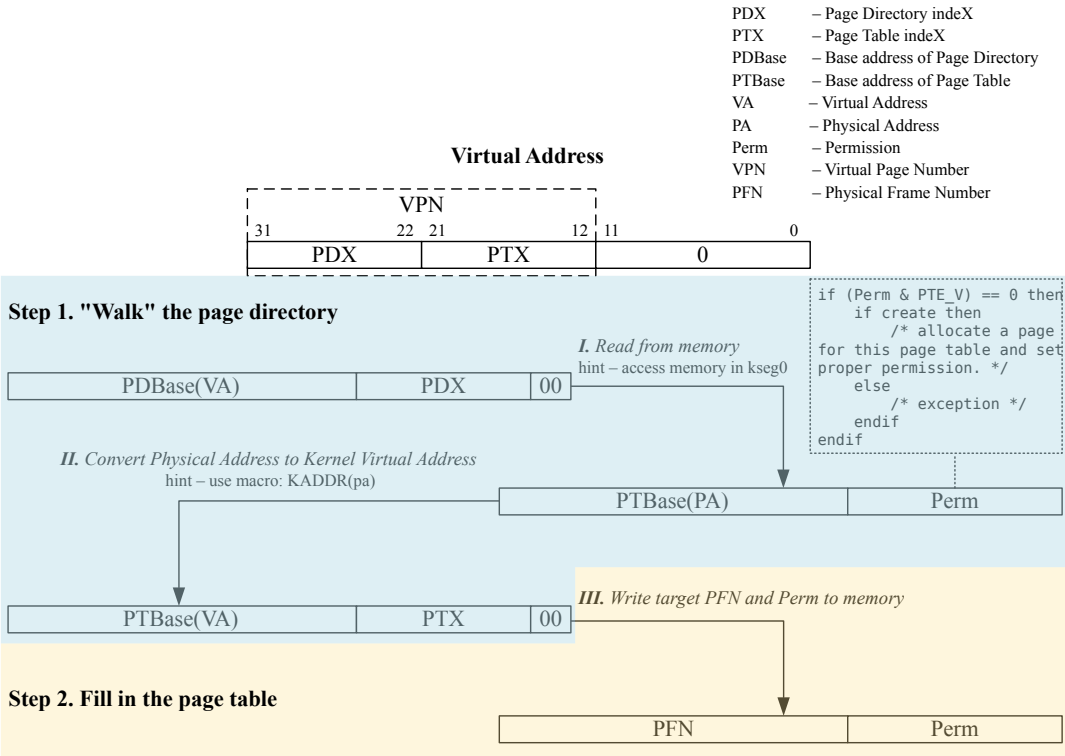 PDX – Page Directory indeX
PTX – Page Table indeX
PDBase – Base address of Page Directory
PTBase – Base address of Page Table
VA – Virtual Address
PA – Physical Address
Perm – Permission
VPN – Virtual Page Number
PFN – Physical Frame Number
Virtual Address
VPN
31 22 21 12 11 0
PDX PTX 0
Step 1. "Walk" the page directory
if (Perm & PTE_V) == 0 then
if create then
/* allocate a page
for this page table and set
proper permission. */
else
/* exception */
endif
endif
I. Read from memory
hint – access memory in kseg0
PDBase(VA) PDX 00
II. Convert Physical Address to Kernel Virtual Address
hint – use macro: KADDR(pa)
PTBase(PA) Perm
III. Write target PFN and Perm to memory
PTBase(VA) PTX 00
Step 2. Fill in the page table
PFN Perm